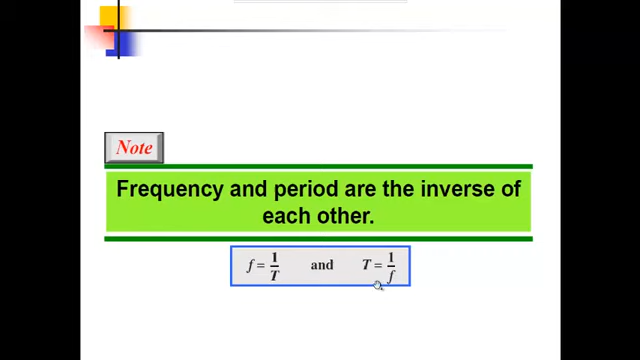 Note
Frequency and period are the inverse of
each other.
f = 1/T and T = 1/f